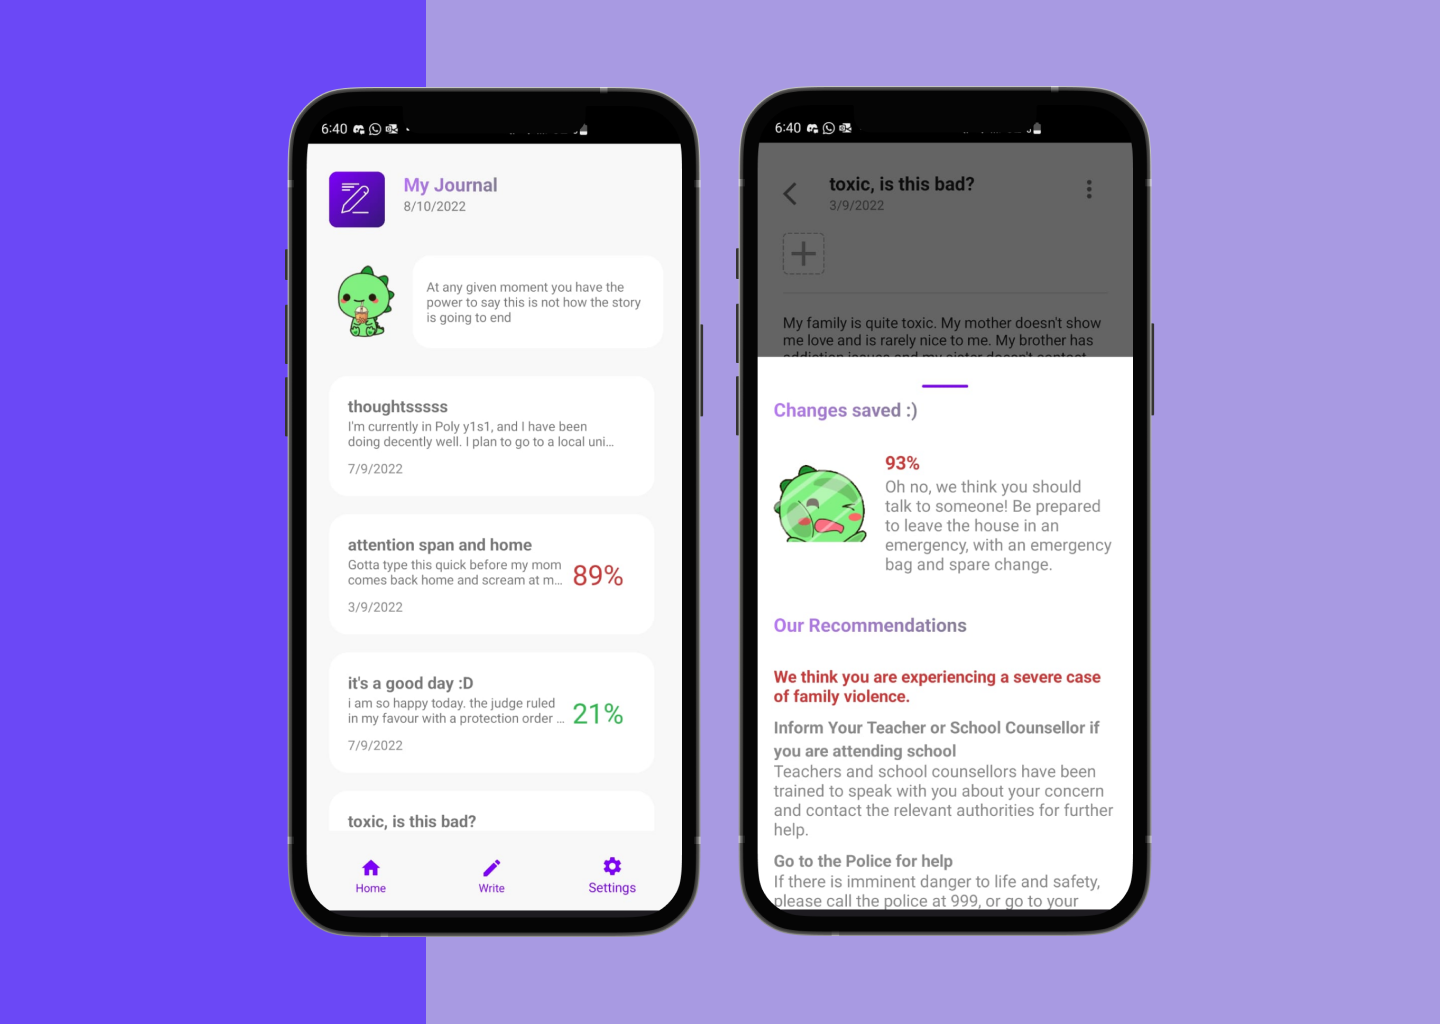 6:40
My Journal
8/10/2022
At any given moment you have the
power to say this is not how the story
is going to end
thoughtsssss
I'm currently in Poly y1s1, and I have been
doing decently well. I plan to go to a local uni...
7/9/2022
attention span and home
Gotta type this quick before my mom
comes back home and scream at m...
89%
3/9/2022
it's a good day :D
i am so happy today. the judge ruled
in my favour with a protection order ...
21%
7/9/2022
toxic, is this bad?
Home
Write
Settings
6:40
toxic, is this bad?
3/9/2022
My family is quite toxic. My mother doesn't show
me love and is rarely nice to me. My brother has
addiction issues and my sister doesn't contact
Changes saved :)
93%
Oh no, we think you should
talk to someone! Be prepared
to leave the house in an
emergency, with an emergency
bag and spare change.
Our Recommendations
We think you are experiencing a severe case
of family violence.
Inform Your Teacher or School Counsellor if
you are attending school
Teachers and school counsellors have been
trained to speak with you about your concern
and contact the relevant authorities for further
help.
Go to the Police for help
If there is imminent danger to life and safety,
please call the police at 999, or go to your